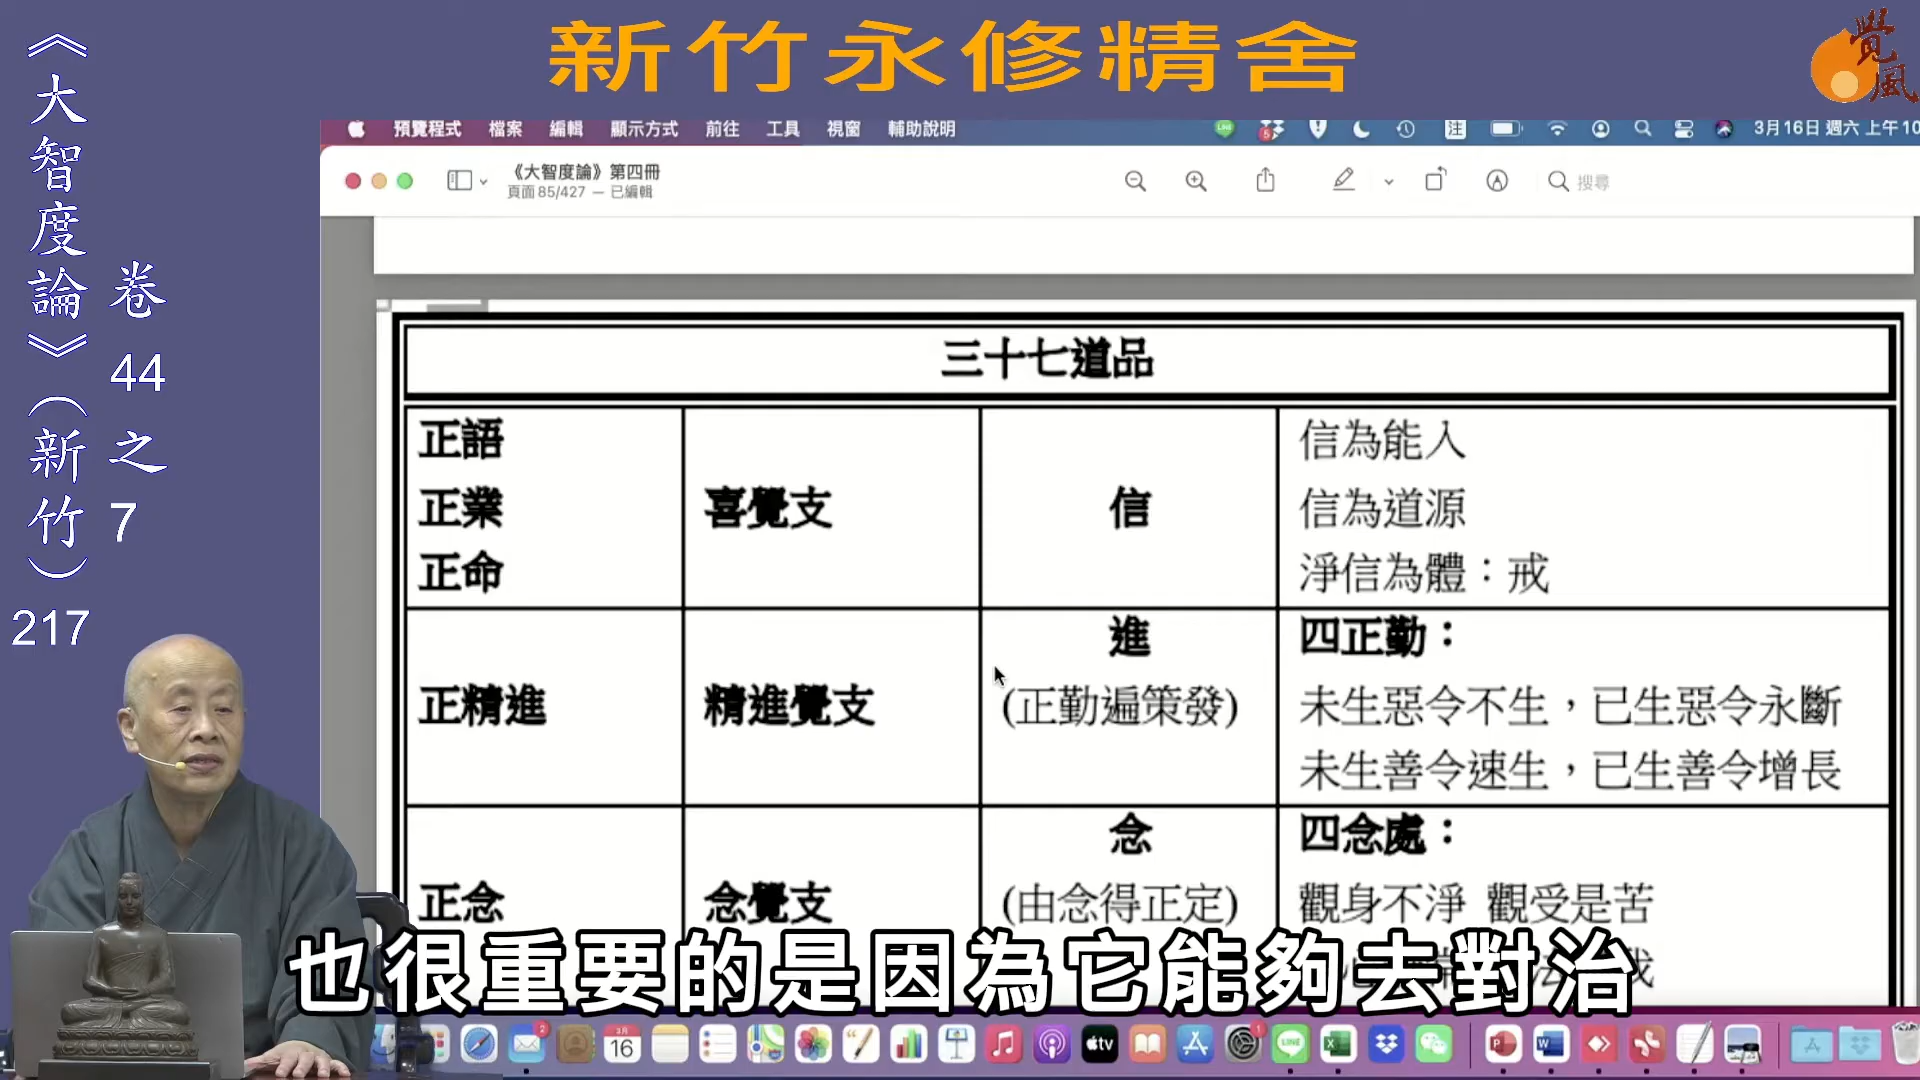 新竹永修精舍
覺風
《大智度論》（新竹）
217
卷44之7
預覽程式 檔案 編輯 顯示方式 前往 工具 視窗 輔助說明
注 3月16日 週六 上午10
《大智度論》第四冊
頁面 85/427 — 已編輯
搜尋
三十七道品
正語
正業
正命
喜覺支
信
信為能入
信為道源
淨信為體：戒
正精進
精進覺支
進
(正勤遍策發)
四正勤：
未生惡令不生，已生惡令永斷
未生善令速生，已生善令增長
正念
念覺支
念
(由念得正定)
四念處：
觀身不淨 觀受是苦
我
也很重要的是因為它能夠去對治
3月
16
tv
LINE